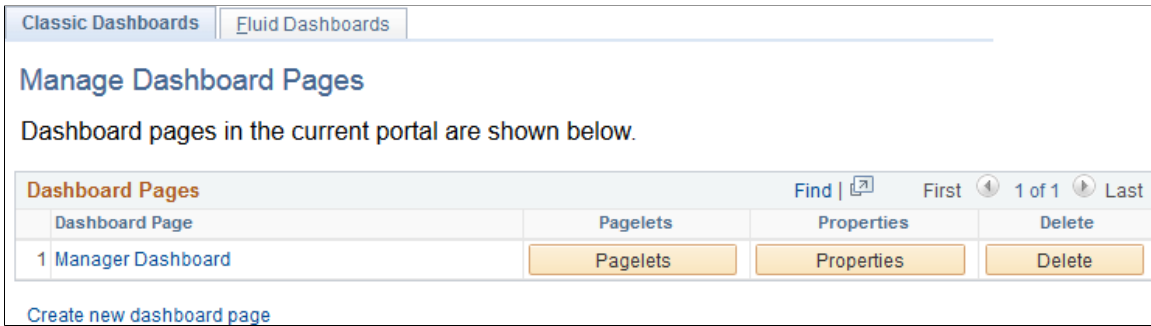 Classic Dashboards Fluid Dashboards
Manage Dashboard Pages
Dashboard pages in the current portal are shown below.
Dashboard Pages Find | First 1 of 1 Last
Dashboard Page Pagelets Properties Delete
1 Manager Dashboard Pagelets Properties Delete
Create new dashboard page